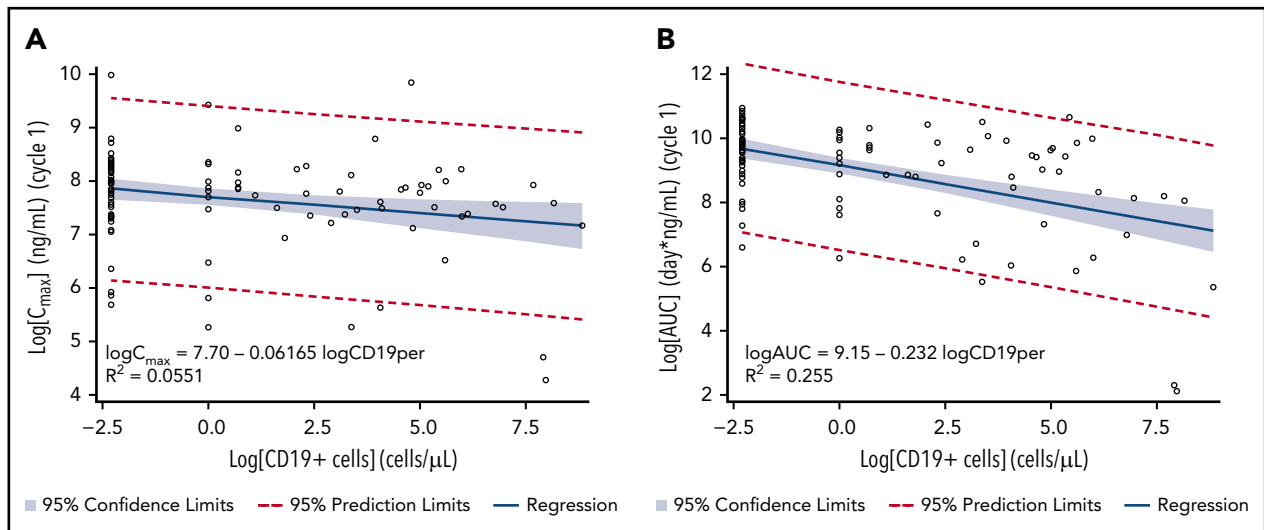 A
Log[Cmax] (ng/mL) (cycle 1)
10
9
8
7
6
5
4
logCmax = 7.70 – 0.06165 logCD19per
R² = 0.0551
−2.5 0.0 2.5 5.0 7.5
Log[CD19+ cells] (cells/μL)
95% Confidence Limits 95% Prediction Limits Regression
B
Log[AUC] (day*ng/mL) (cycle 1)
12
10
8
6
4
2
logAUC = 9.15 – 0.232 logCD19per
R² = 0.255
−2.5 0.0 2.5 5.0 7.5
Log[CD19+ cells] (cells/μL)
95% Confidence Limits 95% Prediction Limits Regression